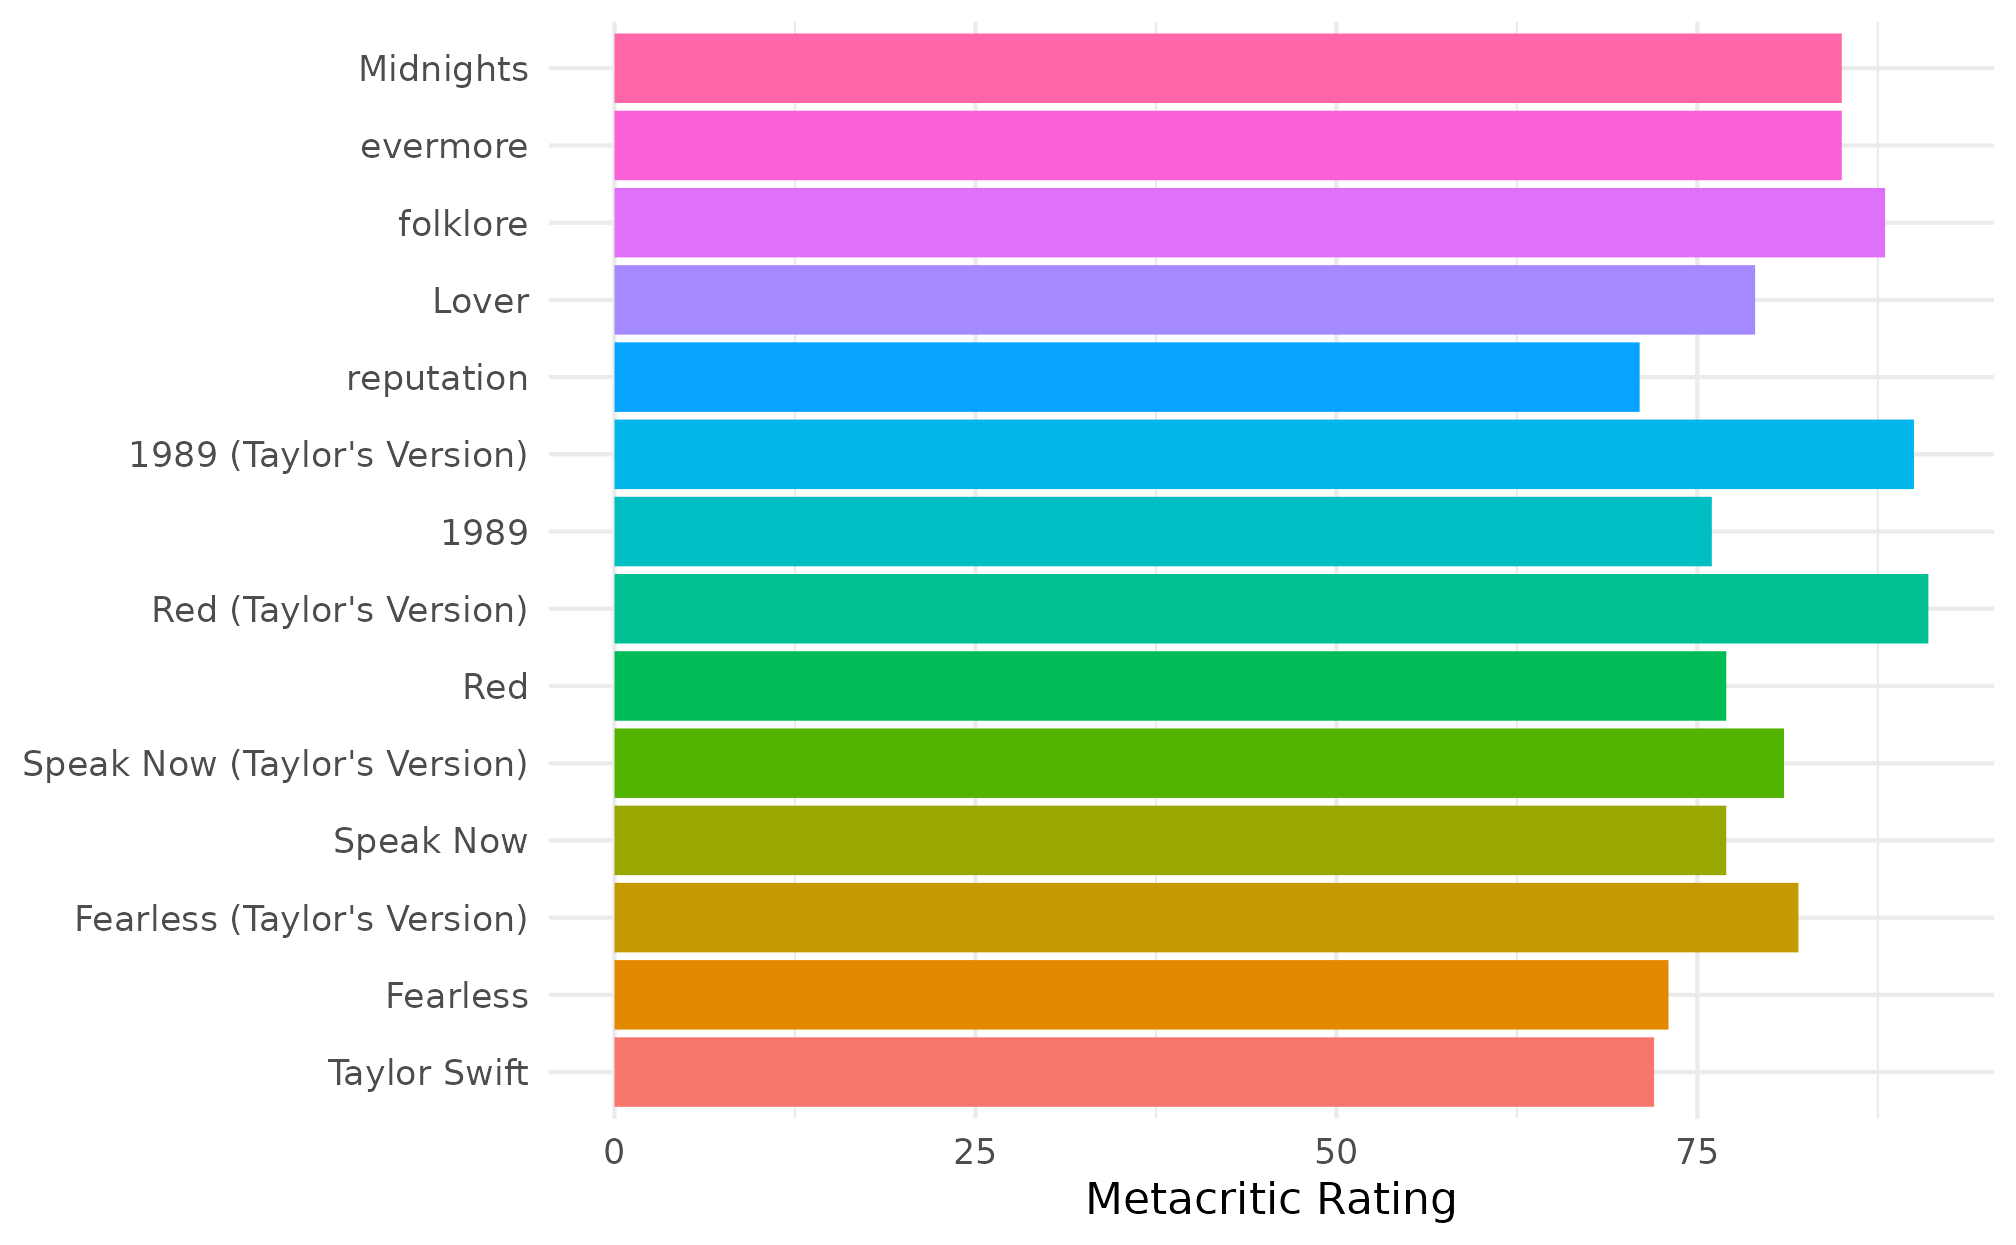 Midnights
evermore
folklore
Lover
reputation
1989 (Taylor's Version)
1989
Red (Taylor's Version)
Red
Speak Now (Taylor's Version)
Speak Now
Fearless (Taylor's Version)
Fearless
Taylor Swift
0 25 50 75
Metacritic Rating